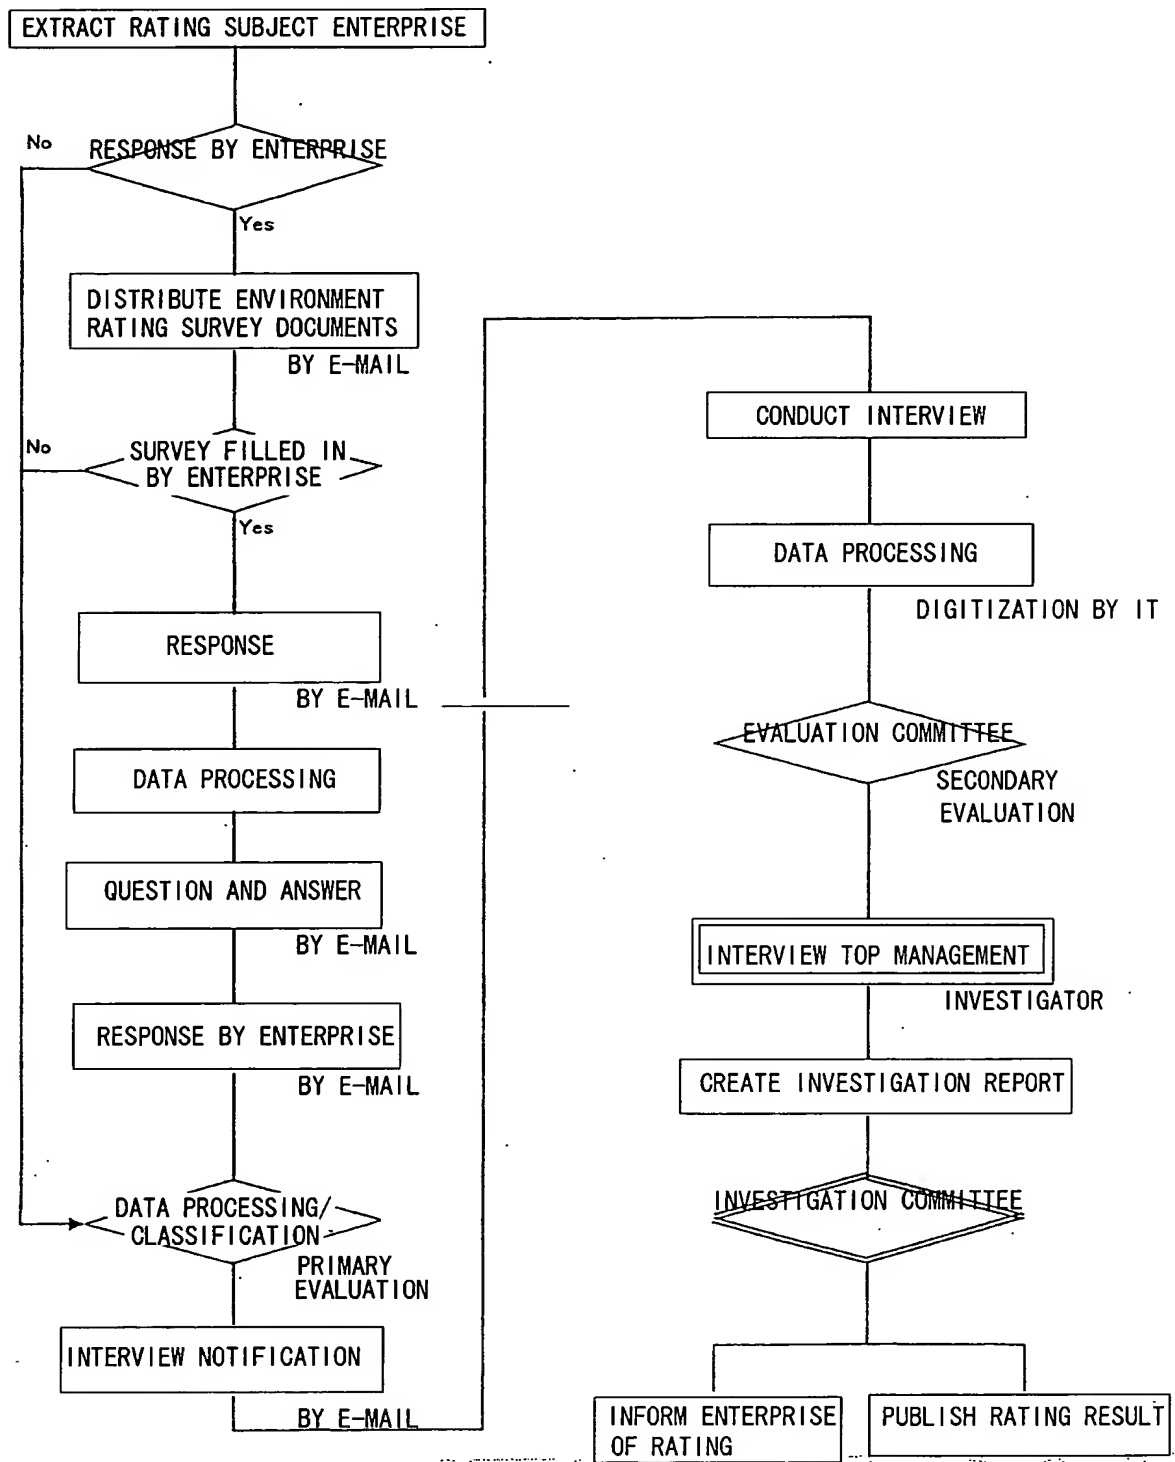 EXTRACT RATING SUBJECT ENTERPRISE
No
RESPONSE BY ENTERPRISE
Yes
DISTRIBUTE ENVIRONMENT
RATING SURVEY DOCUMENTS
BY E-MAIL
No
SURVEY FILLED IN
BY ENTERPRISE
Yes
RESPONSE
BY E-MAIL
DATA PROCESSING
QUESTION AND ANSWER
BY E-MAIL
RESPONSE BY ENTERPRISE
BY E-MAIL
DATA PROCESSING/
CLASSIFICATION
PRIMARY
EVALUATION
INTERVIEW NOTIFICATION
BY E-MAIL
CONDUCT INTERVIEW
DATA PROCESSING
DIGITIZATION BY IT
EVALUATION COMMITTEE
SECONDARY
EVALUATION
INTERVIEW TOP MANAGEMENT
INVESTIGATOR
CREATE INVESTIGATION REPORT
INVESTIGATION COMMITTEE
INFORM ENTERPRISE
OF RATING
PUBLISH RATING RESULT